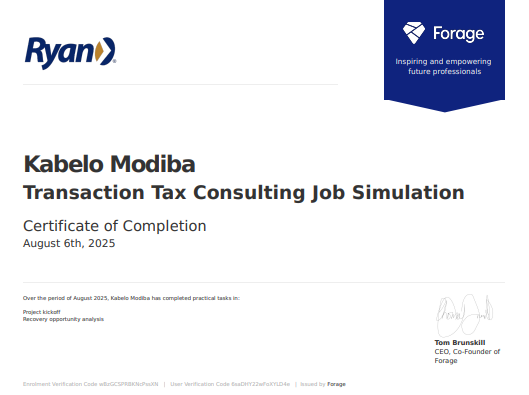 Ryan
Forage
Inspiring and empowering
future professionals
Kabelo Modiba
Transaction Tax Consulting Job Simulation
Certificate of Completion
August 6th, 2025
Over the period of August 2025, Kabelo Modiba has completed practical tasks in:
Project kickoff
Recovery opportunity analysis
Tom Brunskill
CEO, Co-Founder of
Forage
Enrolment Verification Code | User Verification Code | Issued by Forage